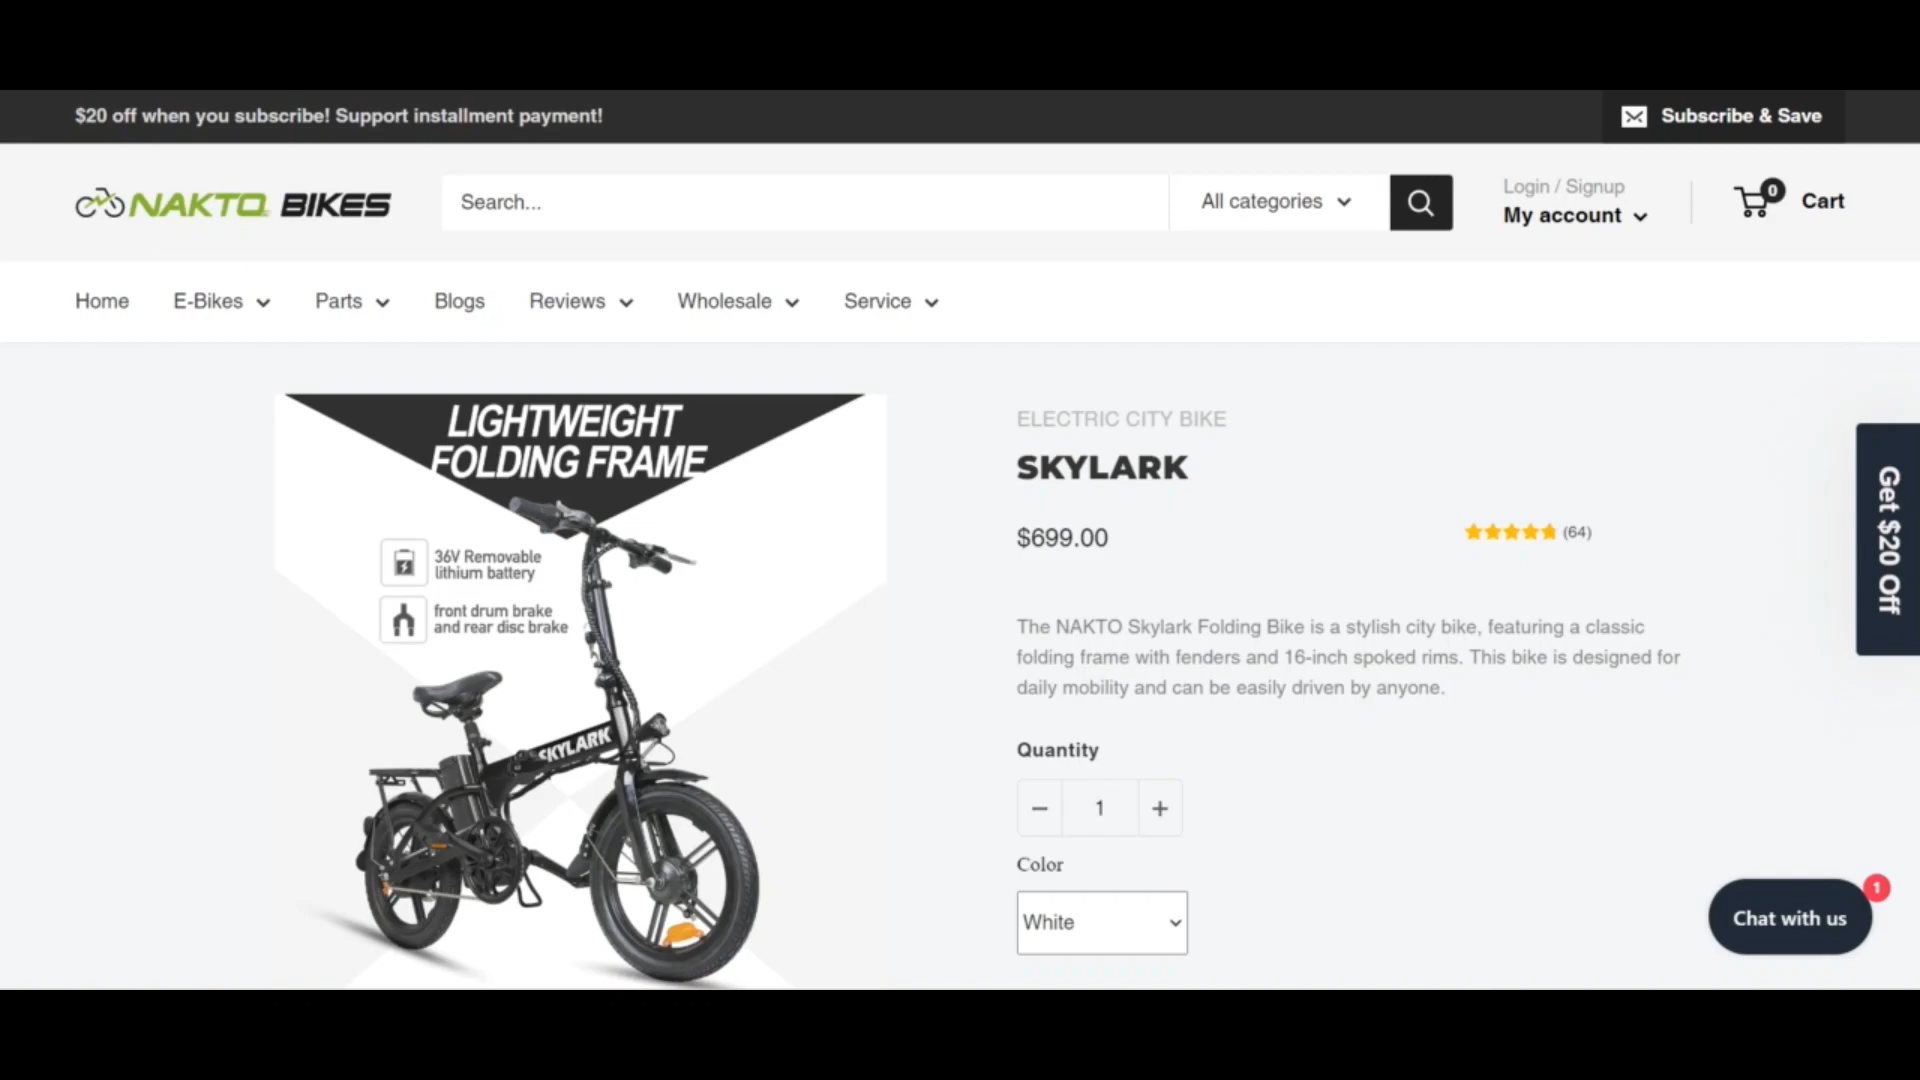 $20 off when you subscribe! Support installment payment!
Subscribe & Save
NAKTO BIKES
Search...
All categories
Login / Signup
My account
0
Cart
Home
E-Bikes
Parts
Blogs
Reviews
Wholesale
Service
LIGHTWEIGHT
FOLDING FRAME
36V Removable
lithium battery
front drum brake
and rear disc brake
SKYLARK
ELECTRIC CITY BIKE
SKYLARK
$699.00
(64)
The NAKTO Skylark Folding Bike is a stylish city bike, featuring a classic
folding frame with fenders and 16-inch spoked rims. This bike is designed for
daily mobility and can be easily driven by anyone.
Quantity
− 1 +
Color
White
Get $20 Off
1
Chat with us